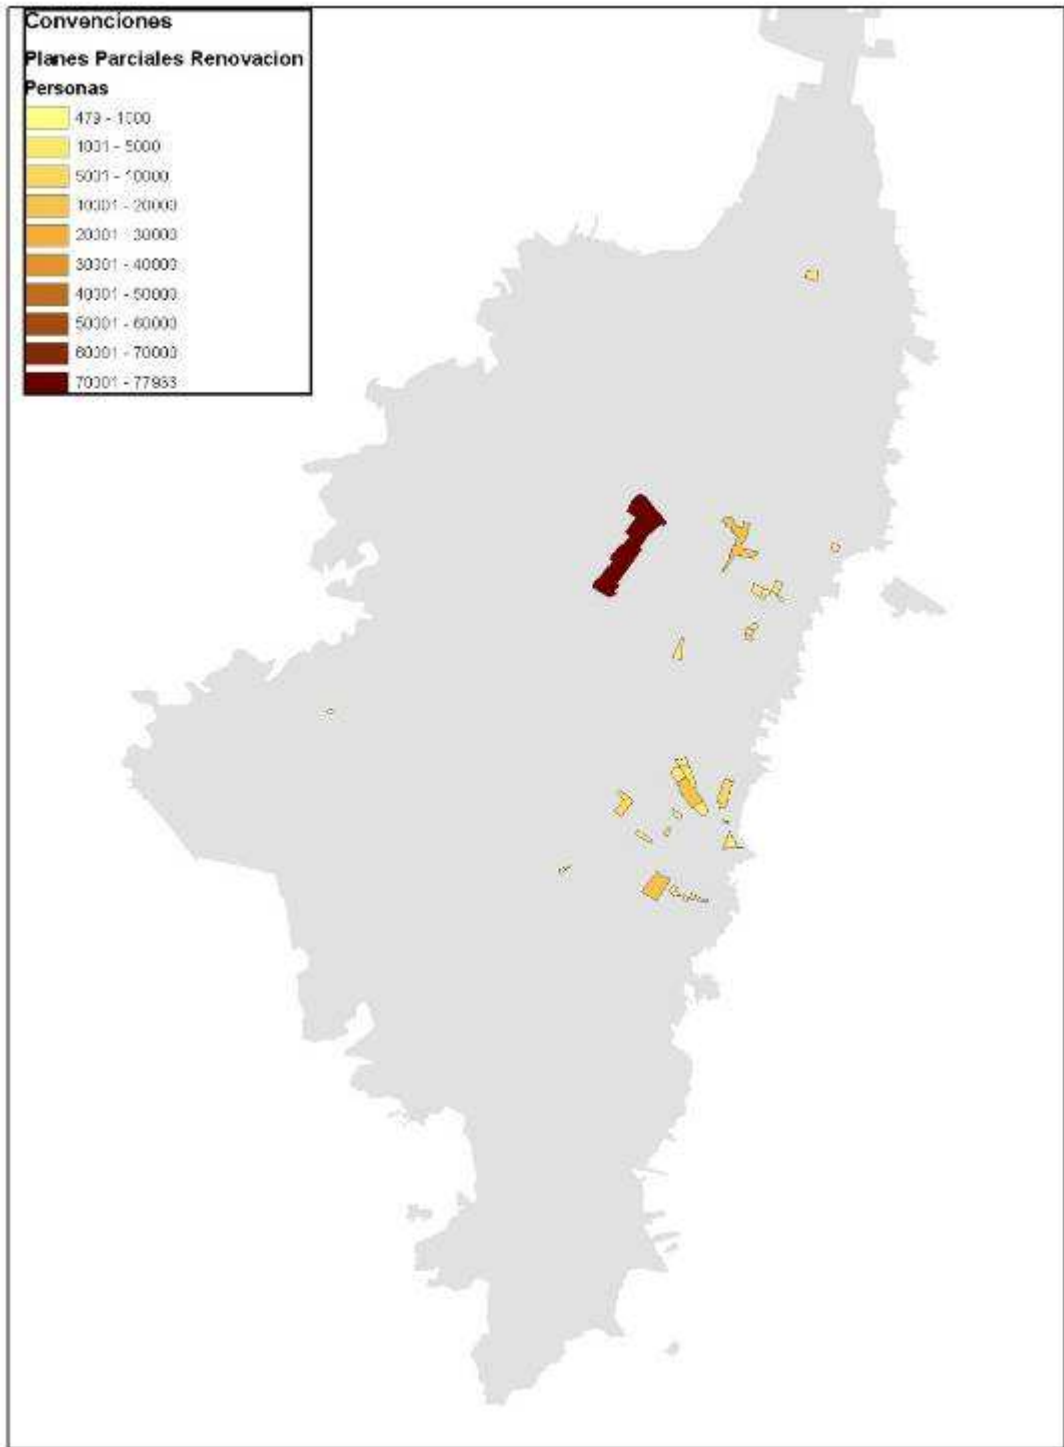 Convenciones
Planes Parciales Renovacion
Personas
479 - 1000
1001 - 5000
5001 - 10000
10001 - 20000
20001 - 30000
30001 - 40000
40001 - 50000
50001 - 60000
60001 - 70000
70001 - 77933